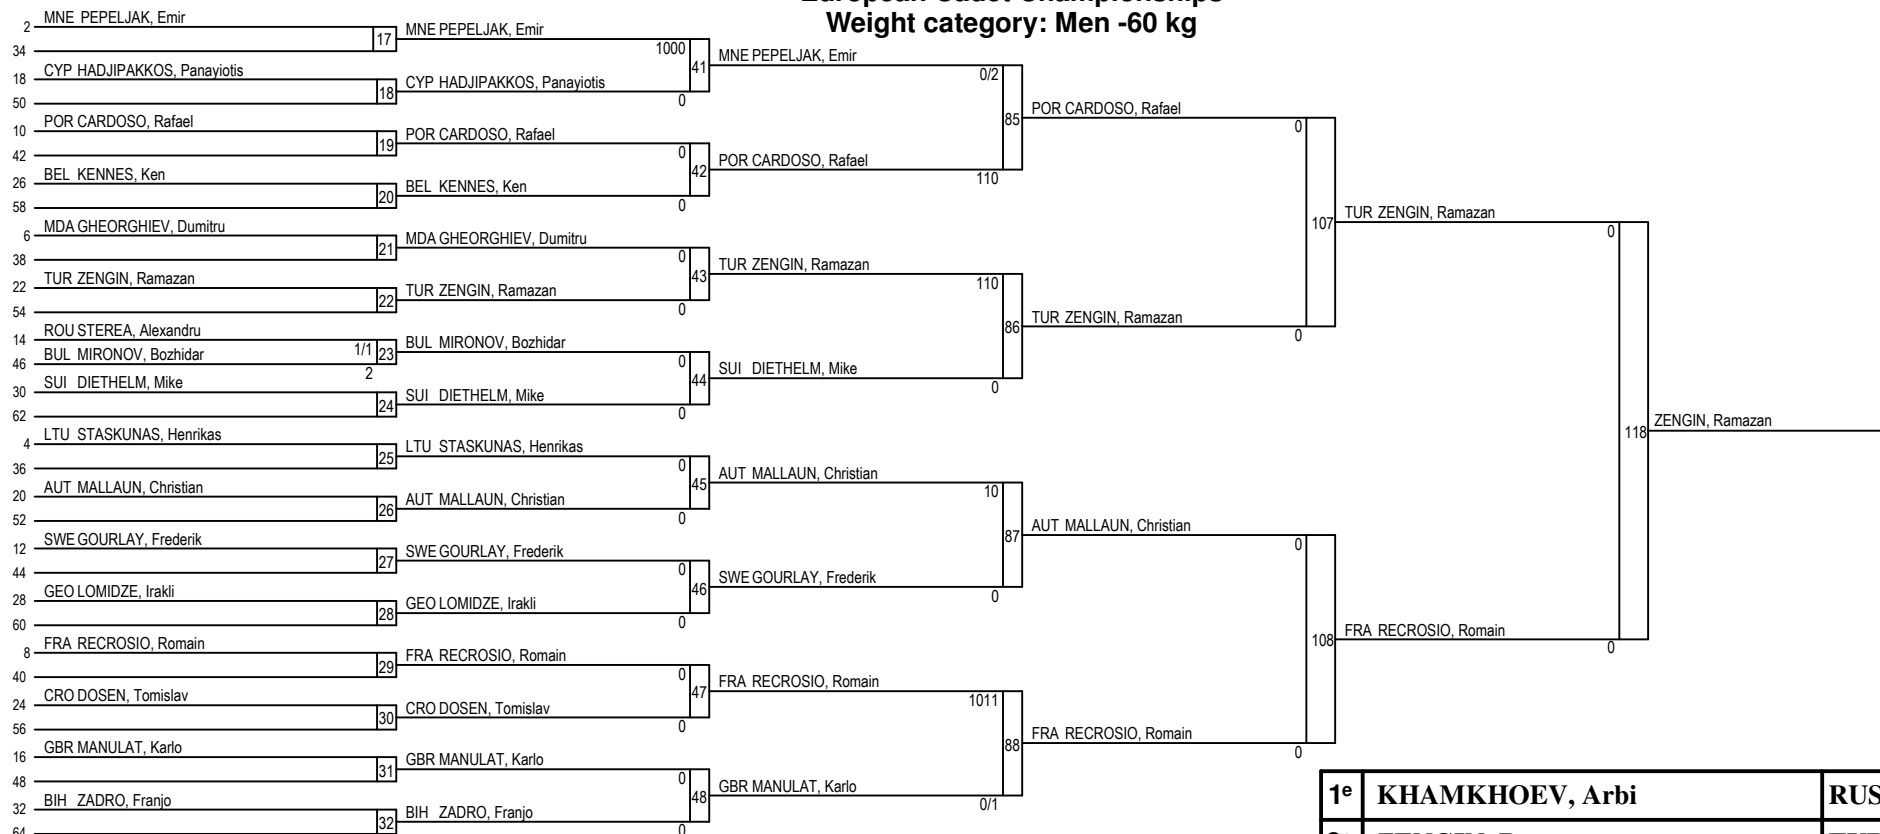 European Cadet Championships
Weight category: Men -60 kg
2 MNE PEPELJAK, Emir
34
17 MNE PEPELJAK, Emir
18 CYP HADJIPAKKOS, Panayiotis
50
18 CYP HADJIPAKKOS, Panayiotis
1000
41 MNE PEPELJAK, Emir
0
10 POR CARDOSO, Rafael
42
19 POR CARDOSO, Rafael
26 BEL KENNES, Ken
58
20 BEL KENNES, Ken
0
42 POR CARDOSO, Rafael
0
0/2
85 POR CARDOSO, Rafael
110
6 MDA GHEORGHIEV, Dumitru
38
21 MDA GHEORGHIEV, Dumitru
22 TUR ZENGIN, Ramazan
54
22 TUR ZENGIN, Ramazan
0
43 TUR ZENGIN, Ramazan
0
14 ROU STEREA, Alexandru
46 BUL MIRONOV, Bozhidar
1/1
23 BUL MIRONOV, Bozhidar
2
30 SUI DIETHELM, Mike
62
24 SUI DIETHELM, Mike
0
44 SUI DIETHELM, Mike
0
110
86 TUR ZENGIN, Ramazan
0
0
107 TUR ZENGIN, Ramazan
0
4 LTU STASKUNAS, Henrikas
36
25 LTU STASKUNAS, Henrikas
20 AUT MALLAUN, Christian
52
26 AUT MALLAUN, Christian
0
45 AUT MALLAUN, Christian
0
12 SWE GOURLAY, Frederik
44
27 SWE GOURLAY, Frederik
28 GEO LOMIDZE, Irakli
60
28 GEO LOMIDZE, Irakli
0
46 SWE GOURLAY, Frederik
0
10
87 AUT MALLAUN, Christian
0
8 FRA RECROSIO, Romain
40
29 FRA RECROSIO, Romain
24 CRO DOSEN, Tomislav
56
30 CRO DOSEN, Tomislav
0
47 FRA RECROSIO, Romain
0
16 GBR MANULAT, Karlo
48
31 GBR MANULAT, Karlo
32 BIH ZADRO, Franjo
64
32 BIH ZADRO, Franjo
0
48 GBR MANULAT, Karlo
0
1011
88 FRA RECROSIO, Romain
0/1
0
108 FRA RECROSIO, Romain
0
0
118 ZENGIN, Ramazan
0
1e KHAMKHOEV, Arbi RUS